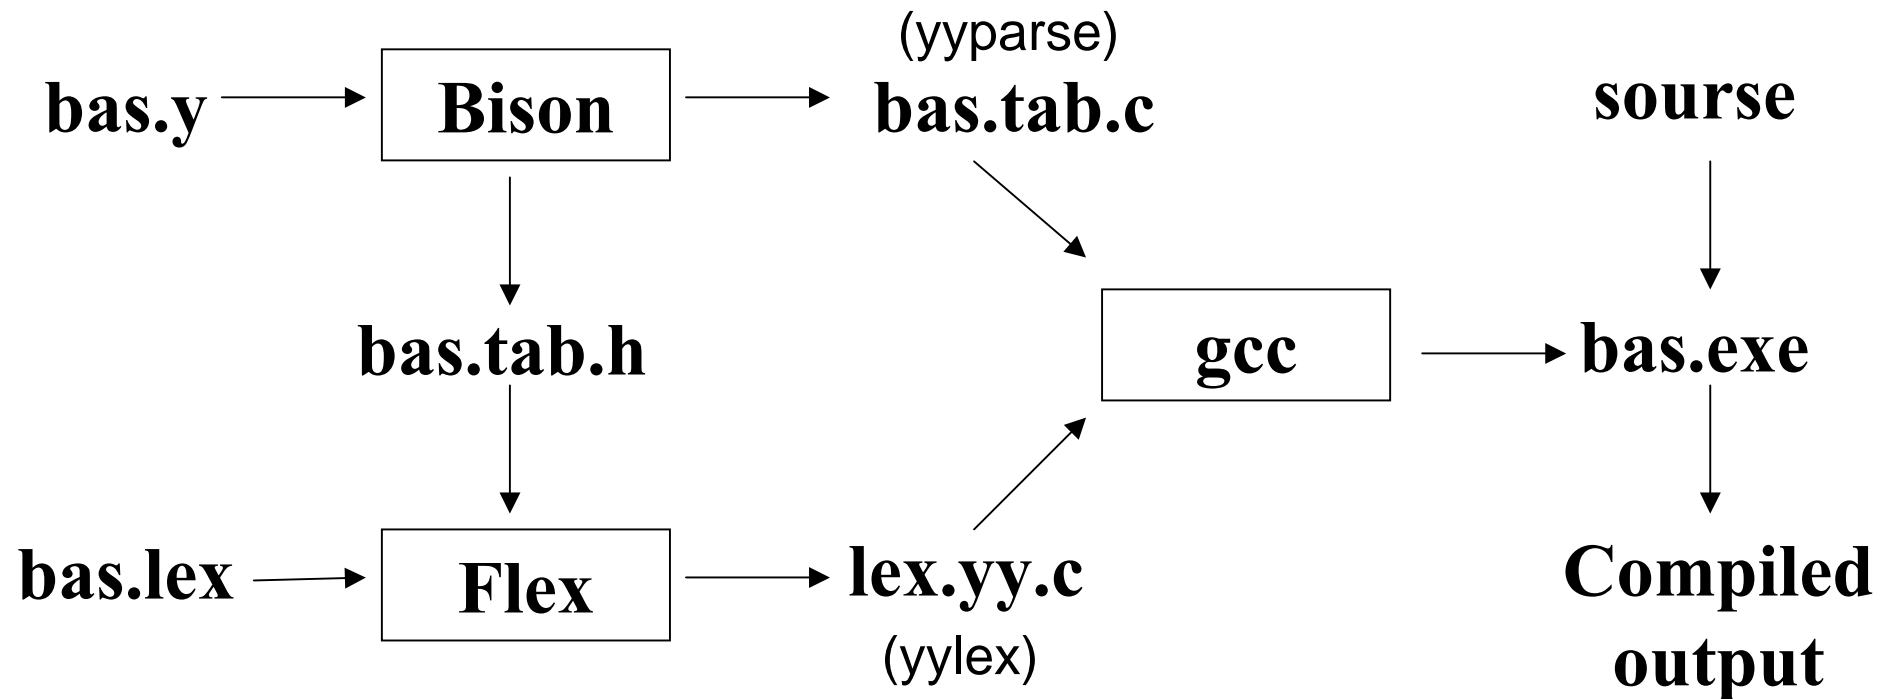 (yyparse)
bas.y
Bison
bas.tab.c
sourse
bas.tab.h
gcc
bas.exe
bas.lex
Flex
lex.yy.c
(yylex)
Compiled
output